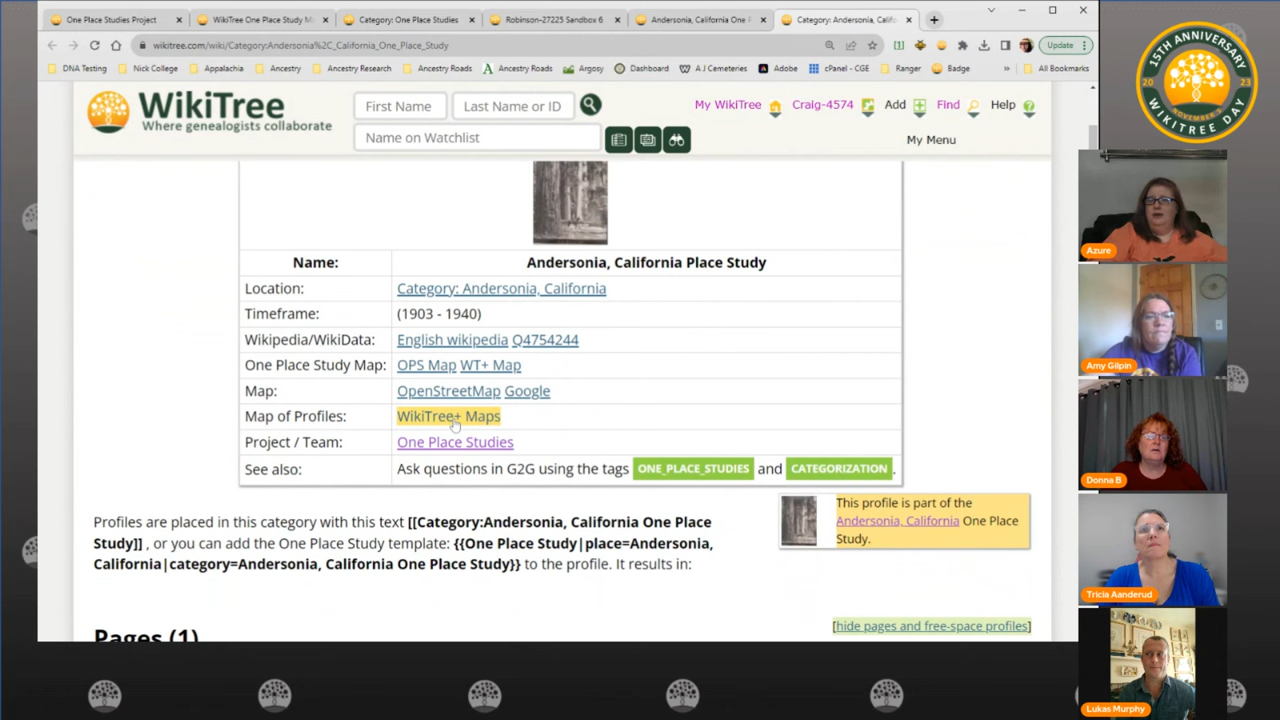 One Place Studies Project
WikiTree One Place Study M
Category: One Place Studies
Robinson-27225 Sandbox 6
Andersonia, California One F
Category: Andersonia, Califo
wikitree.com/wiki/Category:Andersonia%2C_California_One_Place_Study
Update
DNA Testing
Nick College
Appalachia
Ancestry
Ancestry Research
Ancestry Roads
Ancestry Roads
Argosy
Dashboard
A J Cemeteries
Adobe
cPanel - CGE
Ranger
Badge
»
All Bookmarks
WIKITREE
Where genealogists collaborate
First Name
Last Name or ID
Name on Watchlist
My WikiTree
Craig-4574
Add
Find
Help
My Menu
Name: Andersonia, California Place Study
Location: Category: Andersonia, California
Timeframe: (1903 - 1940)
Wikipedia/WikiData: English wikipedia Q4754244
One Place Study Map: OPS Map WT+ Map
Map: OpenStreetMap Google
Map of Profiles: WikiTree+ Maps
Project / Team: One Place Studies
See also: Ask questions in G2G using the tags ONE_PLACE_STUDIES and CATEGORIZATION .
Profiles are placed in this category with this text [[Category:Andersonia, California One Place
Study]] , or you can add the One Place Study template: {{One Place Study|place=Andersonia,
California|category=Andersonia, California One Place Study}} to the profile. It results in:
This profile is part of the
Andersonia, California One Place
Study.
Pages (1)
[hide pages and free-space profiles]
15TH ANNIVERSARY
20 23
NOVEMBER 5
WIKITREE DAY
Azure
Amy Gilpin
Donna B
Tricia Aanderud
Lukas Murphy